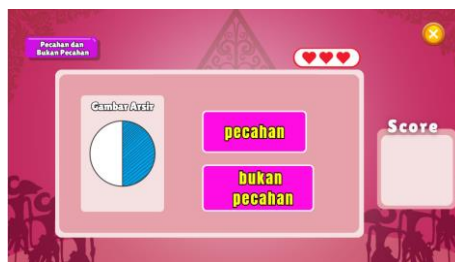 Pecahan dan
Bukan Pecahan
Gambar Arsir
pecahan
bukan
pecahan
Score